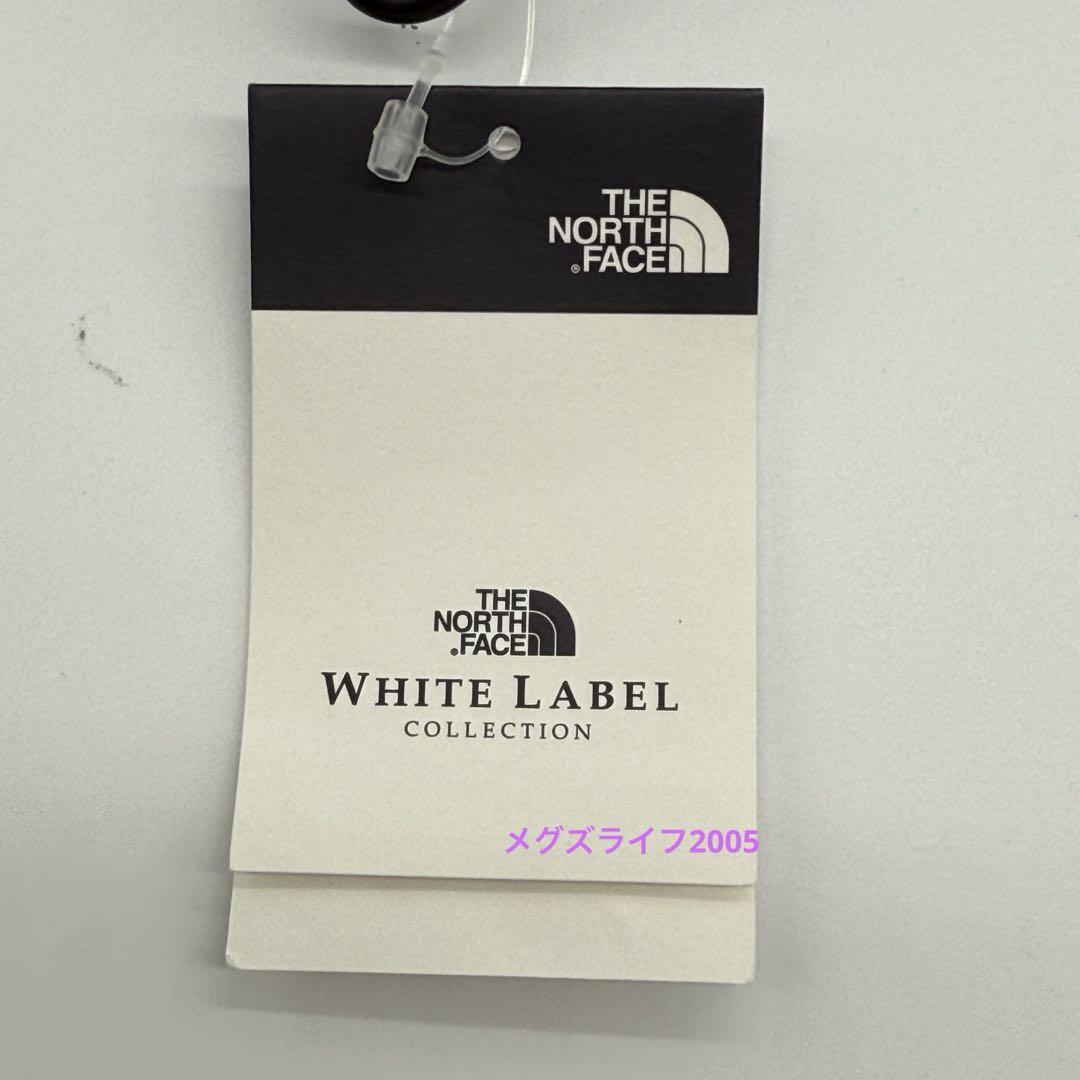 THE
NORTH
®FACE
THE
NORTH
FACE
WHITE LABEL
COLLECTION
メグズライフ2005